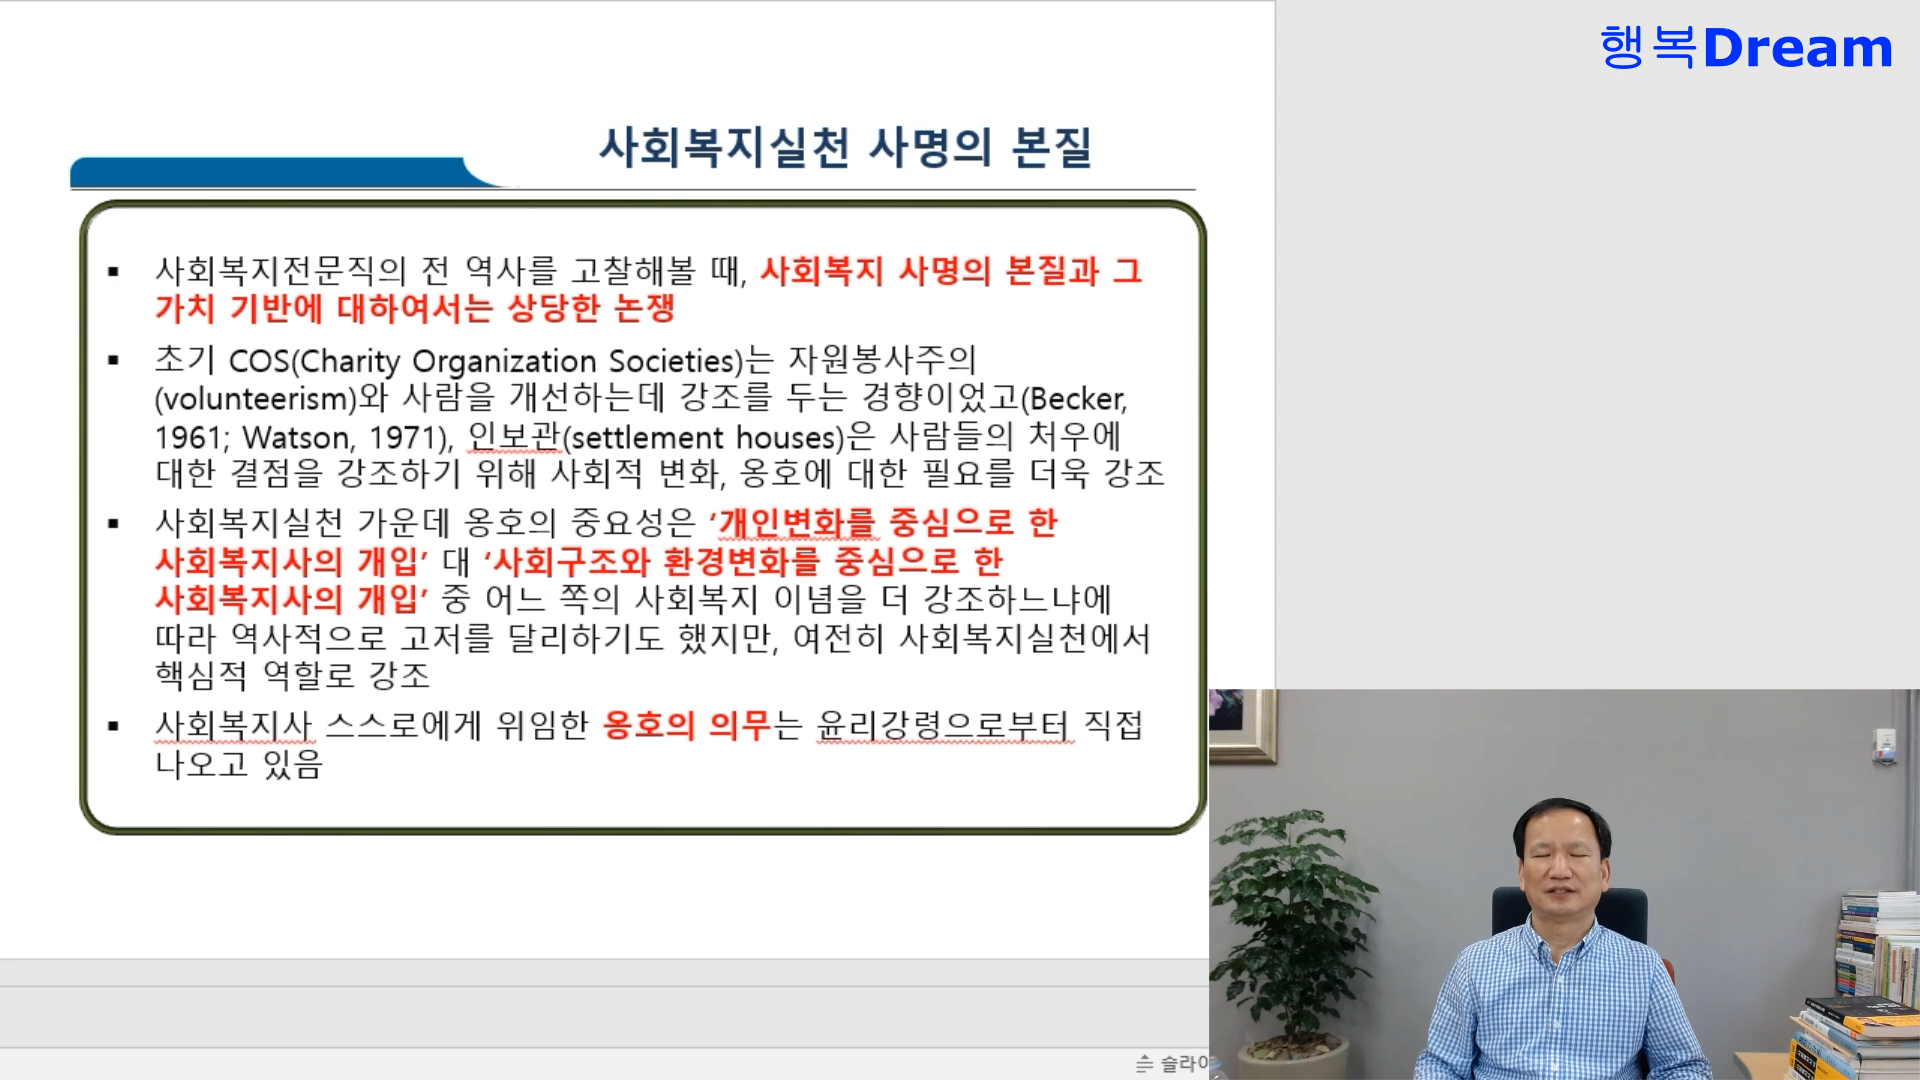 행복Dream
사회복지실천 사명의 본질
▪ 사회복지전문직의 전 역사를 고찰해볼 때, 사회복지 사명의 본질과 그
가치 기반에 대하여서는 상당한 논쟁
▪ 초기 COS(Charity Organization Societies)는 자원봉사주의
(volunteerism)와 사람을 개선하는데 강조를 두는 경향이었고(Becker,
1961; Watson, 1971), 인보관(settlement houses)은 사람들의 처우에
대한 결점을 강조하기 위해 사회적 변화, 옹호에 대한 필요를 더욱 강조
▪ 사회복지실천 가운데 옹호의 중요성은 ‘개인변화를 중심으로 한
사회복지사의 개입’ 대 ‘사회구조와 환경변화를 중심으로 한
사회복지사의 개입’ 중 어느 쪽의 사회복지 이념을 더 강조하느냐에
따라 역사적으로 고저를 달리하기도 했지만, 여전히 사회복지실천에서
핵심적 역할로 강조
▪ 사회복지사 스스로에게 위임한 옹호의 의무는 윤리강령으로부터 직접
나오고 있음